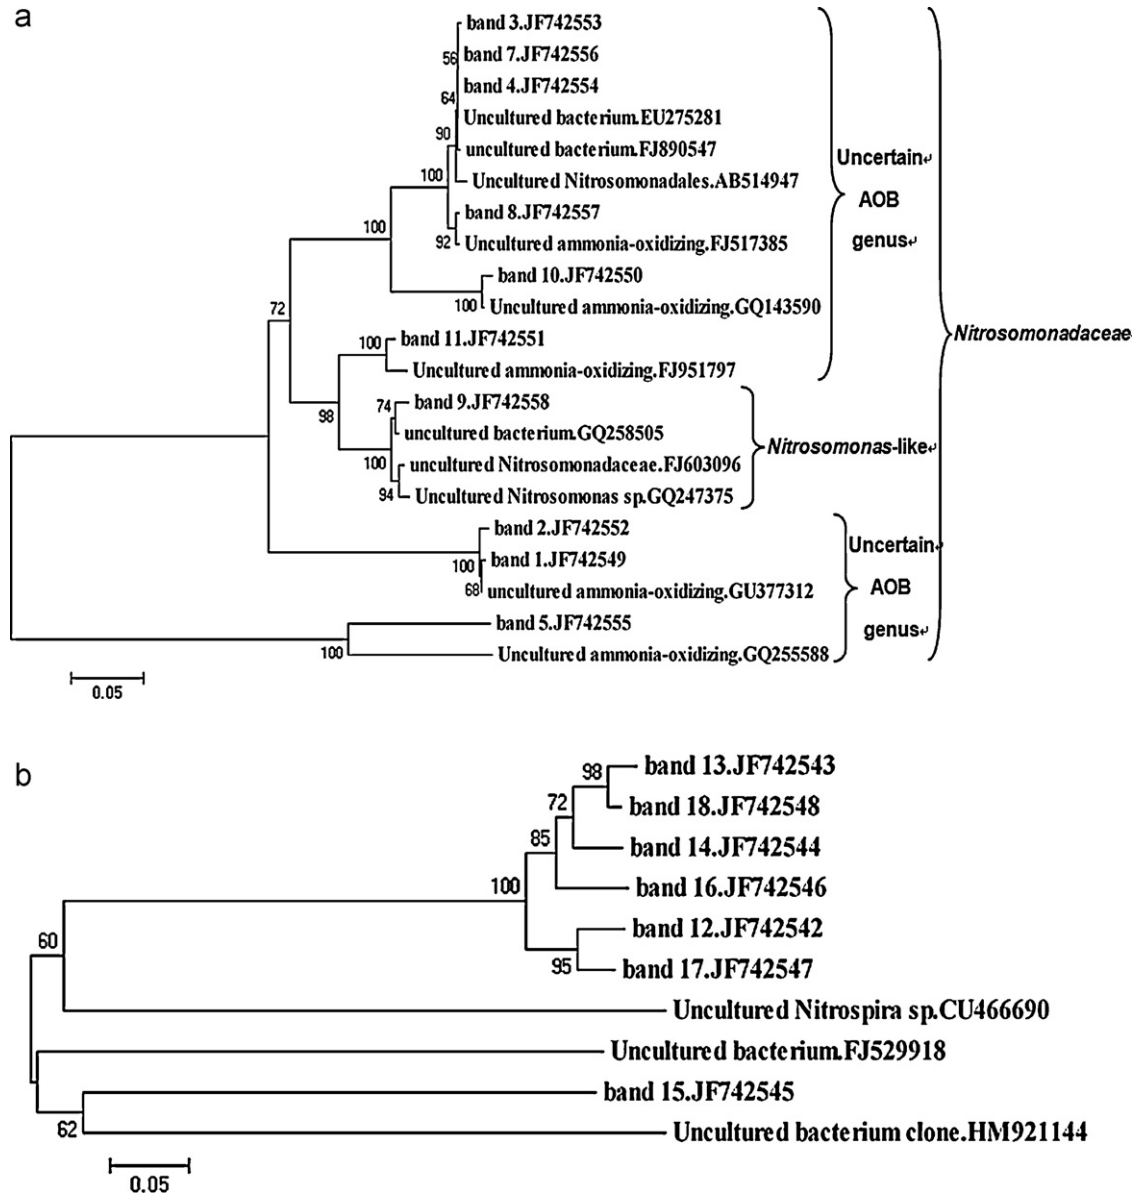 a
band 3.JF742553
56
band 7.JF742556
band 4.JF742554
64
Uncultured bacterium.EU275281
90
uncultured bacterium.FJ890547
Uncultured Nitrosomonadales.AB514947
100
band 8.JF742557
92
Uncultured ammonia-oxidizing.FJ517385
100
band 10.JF742550
100
Uncultured ammonia-oxidizing.GQ143590
72
band 11.JF742551
100
Uncultured ammonia-oxidizing.FJ951797
98
band 9.JF742558
74
uncultured bacterium.GQ258505
100
uncultured Nitrosomonadaceae.FJ603096
94
Uncultured Nitrosomonas sp.GQ247375
band 2.JF742552
100
band 1.JF742549
68
uncultured ammonia-oxidizing.GU377312
band 5.JF742555
100
Uncultured ammonia-oxidizing.GQ255588
Uncertain
AOB
genus
Nitrosomonas-like
Uncertain
AOB
genus
Nitrosomonadaceae
0.05
b
98
band 13.JF742543
72
band 18.JF742548
85
band 14.JF742544
100
band 16.JF742546
band 12.JF742542
95
band 17.JF742547
60
Uncultured Nitrospira sp.CU466690
Uncultured bacterium.FJ529918
band 15.JF742545
62
Uncultured bacterium clone.HM921144
0.05